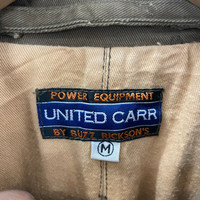 POWER EQUIPMENT
UNITED CARR
BY BUZZ RICKSON'S
M